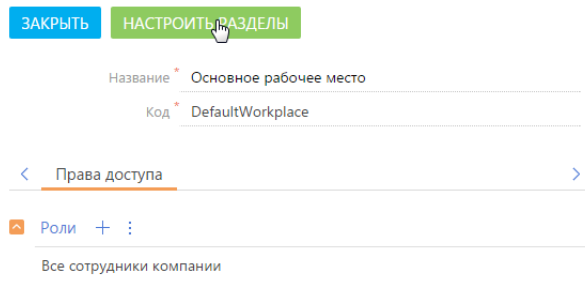 ЗАКРЫТЬ НАСТРОИТЬ РАЗДЕЛЫ
Название * Основное рабочее место
Код * DefaultWorkplace
Права доступа
Роли
Все сотрудники компании